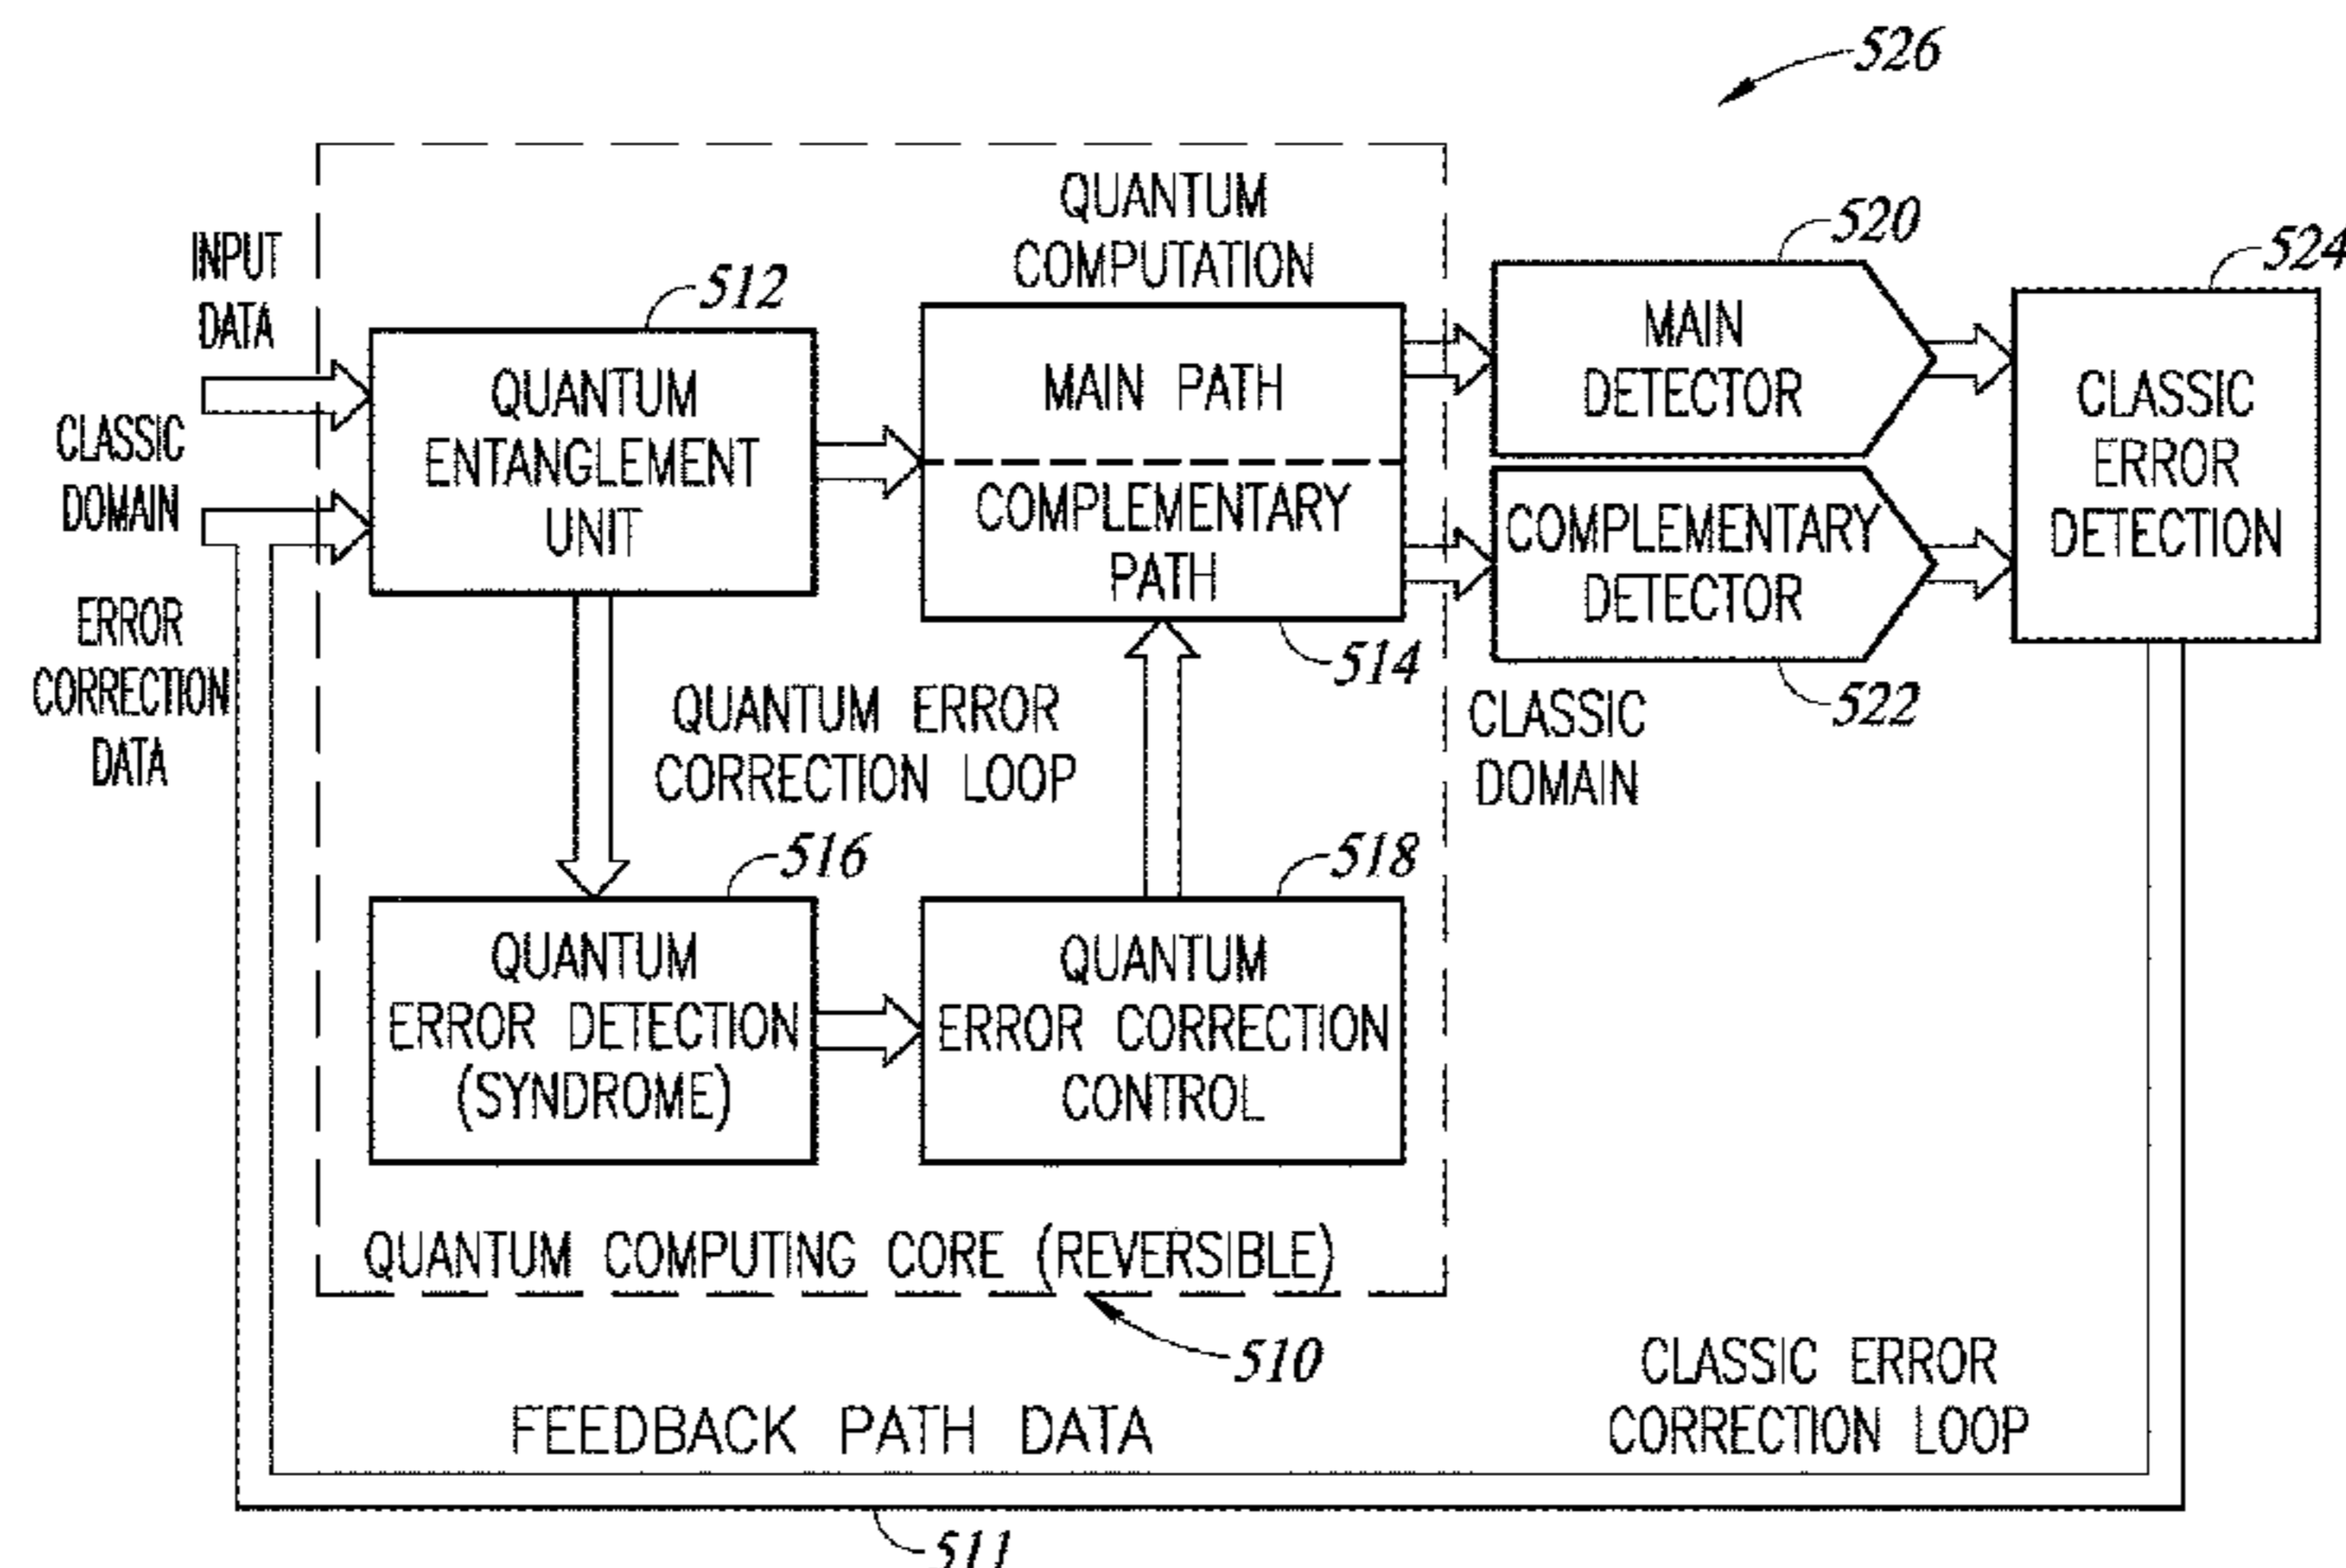 526
QUANTUM
COMPUTATION
INPUT
DATA
512
520
524
QUANTUM
ENTANGLEMENT
UNIT
MAIN PATH
COMPLEMENTARY
PATH
MAIN
DETECTOR
COMPLEMENTARY
DETECTOR
CLASSIC
ERROR
DETECTION
CLASSIC
DOMAIN
ERROR
CORRECTION
DATA
514
522
QUANTUM ERROR
CORRECTION LOOP
CLASSIC
DOMAIN
516
518
QUANTUM
ERROR DETECTION
(SYNDROME)
QUANTUM
ERROR CORRECTION
CONTROL
QUANTUM COMPUTING CORE (REVERSIBLE)
510
CLASSIC ERROR
CORRECTION LOOP
FEEDBACK PATH DATA
511